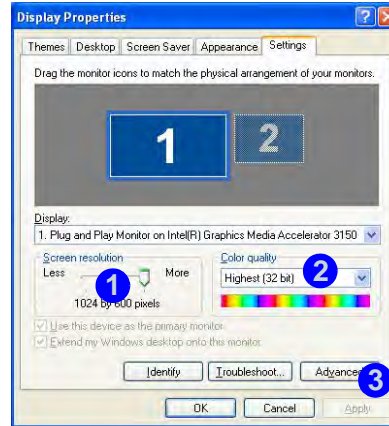 Display Properties
Themes Desktop Screen Saver Appearance Settings
Drag the monitor icons to match the physical arrangement of your monitors.
1 2
Display:
1. Plug and Play Monitor on Intel(R) Graphics Media Accelerator 3150
Screen resolution Color quality
Less More Highest (32 bit)
1 2
1024 by 600 pixels
Use this device as the primary monitor.
Extend my Windows desktop onto this monitor.
Identify Troubleshoot... Advanced
3
OK Cancel Apply